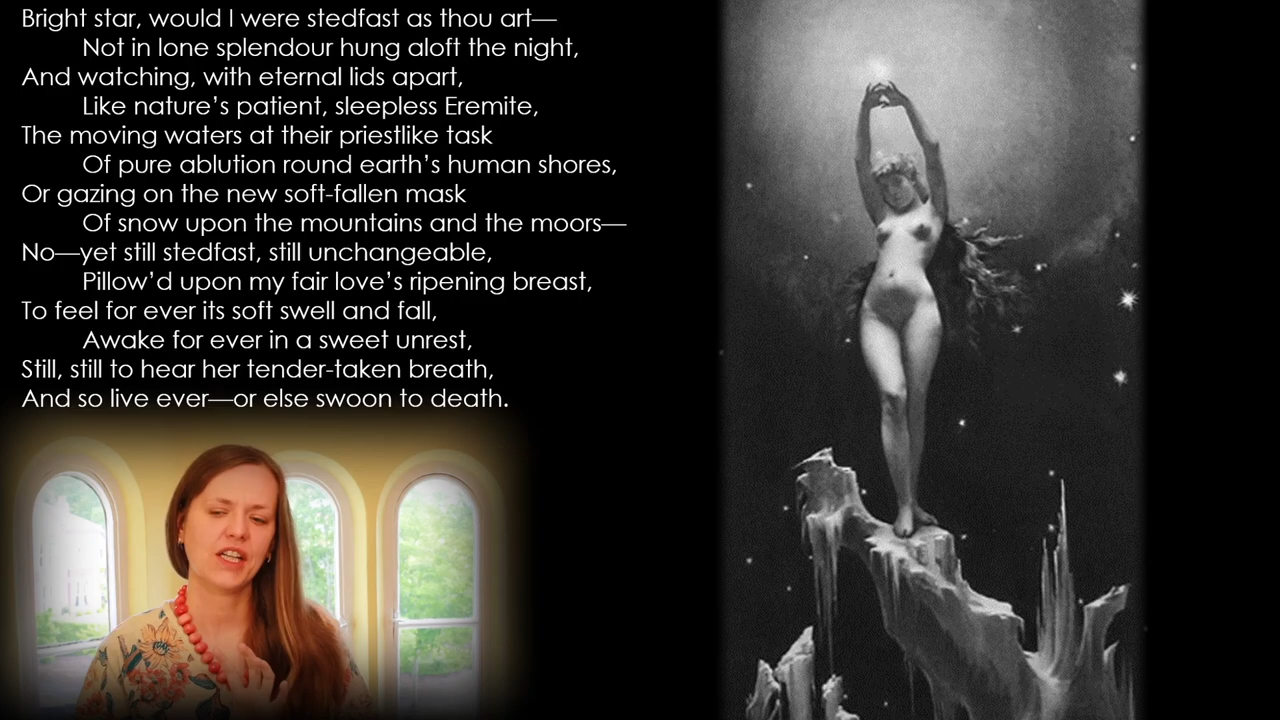 Bright star, would I were stedfast as thou art—
Not in lone splendour hung aloft the night,
And watching, with eternal lids apart,
Like nature’s patient, sleepless Eremite,
The moving waters at their priestlike task
Of pure ablution round earth’s human shores,
Or gazing on the new soft-fallen mask
Of snow upon the mountains and the moors—
No—yet still stedfast, still unchangeable,
Pillow’d upon my fair love’s ripening breast,
To feel for ever its soft swell and fall,
Awake for ever in a sweet unrest,
Still, still to hear her tender-taken breath,
And so live ever—or else swoon to death.